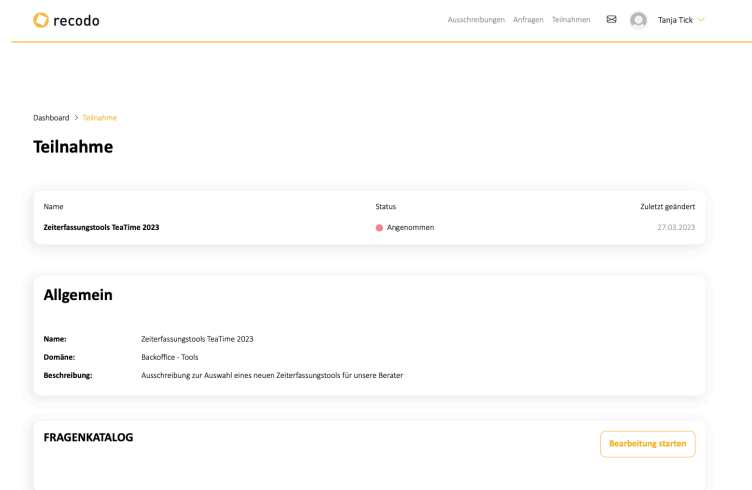 recodo
Ausschreibungen Anfragen Teilnahmen Tanja Tick
Dashboard > Teilnahme
Teilnahme
Name Status Zuletzt geändert
Zeiterfassungstools TeaTime 2023 Angenommen 27.03.2023
Allgemein
Name: Zeiterfassungstools TeaTime 2023
Domäne: Backoffice - Tools
Beschreibung: Ausschreibung zur Auswahl eines neuen Zeiterfassungstools für unsere Berater
FRAGENKATALOG Bearbeitung starten